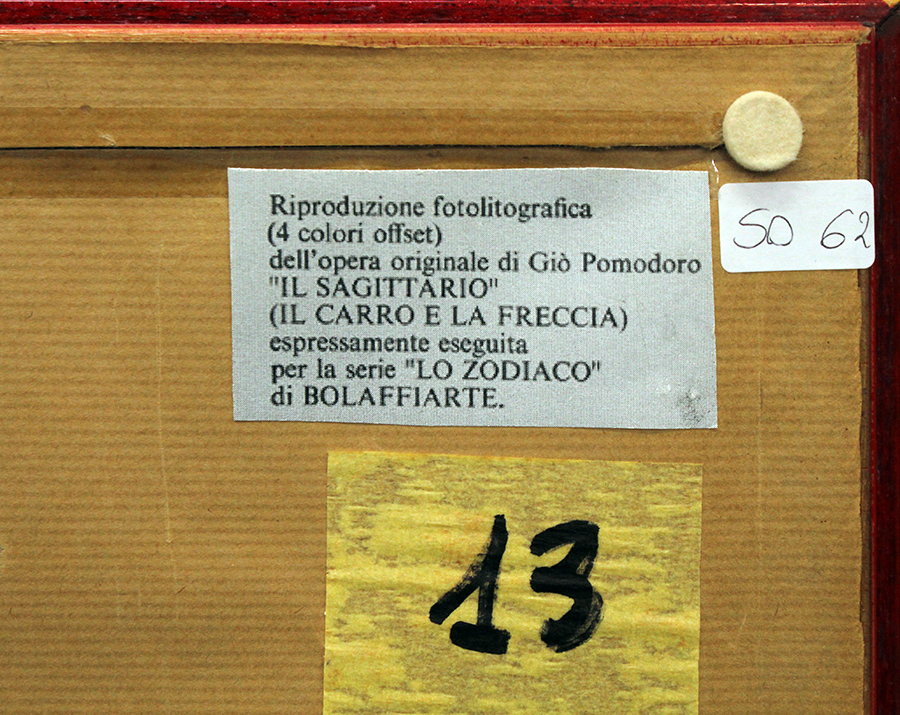 Riproduzione fotolitografica
(4 colori offset)
dell'opera originale di Giò Pomodoro
"IL SAGITTARIO"
(IL CARRO E LA FRECCIA)
espressamente eseguita
per la serie "LO ZODIACO"
di BOLAFFIARTE.
SO 62
13